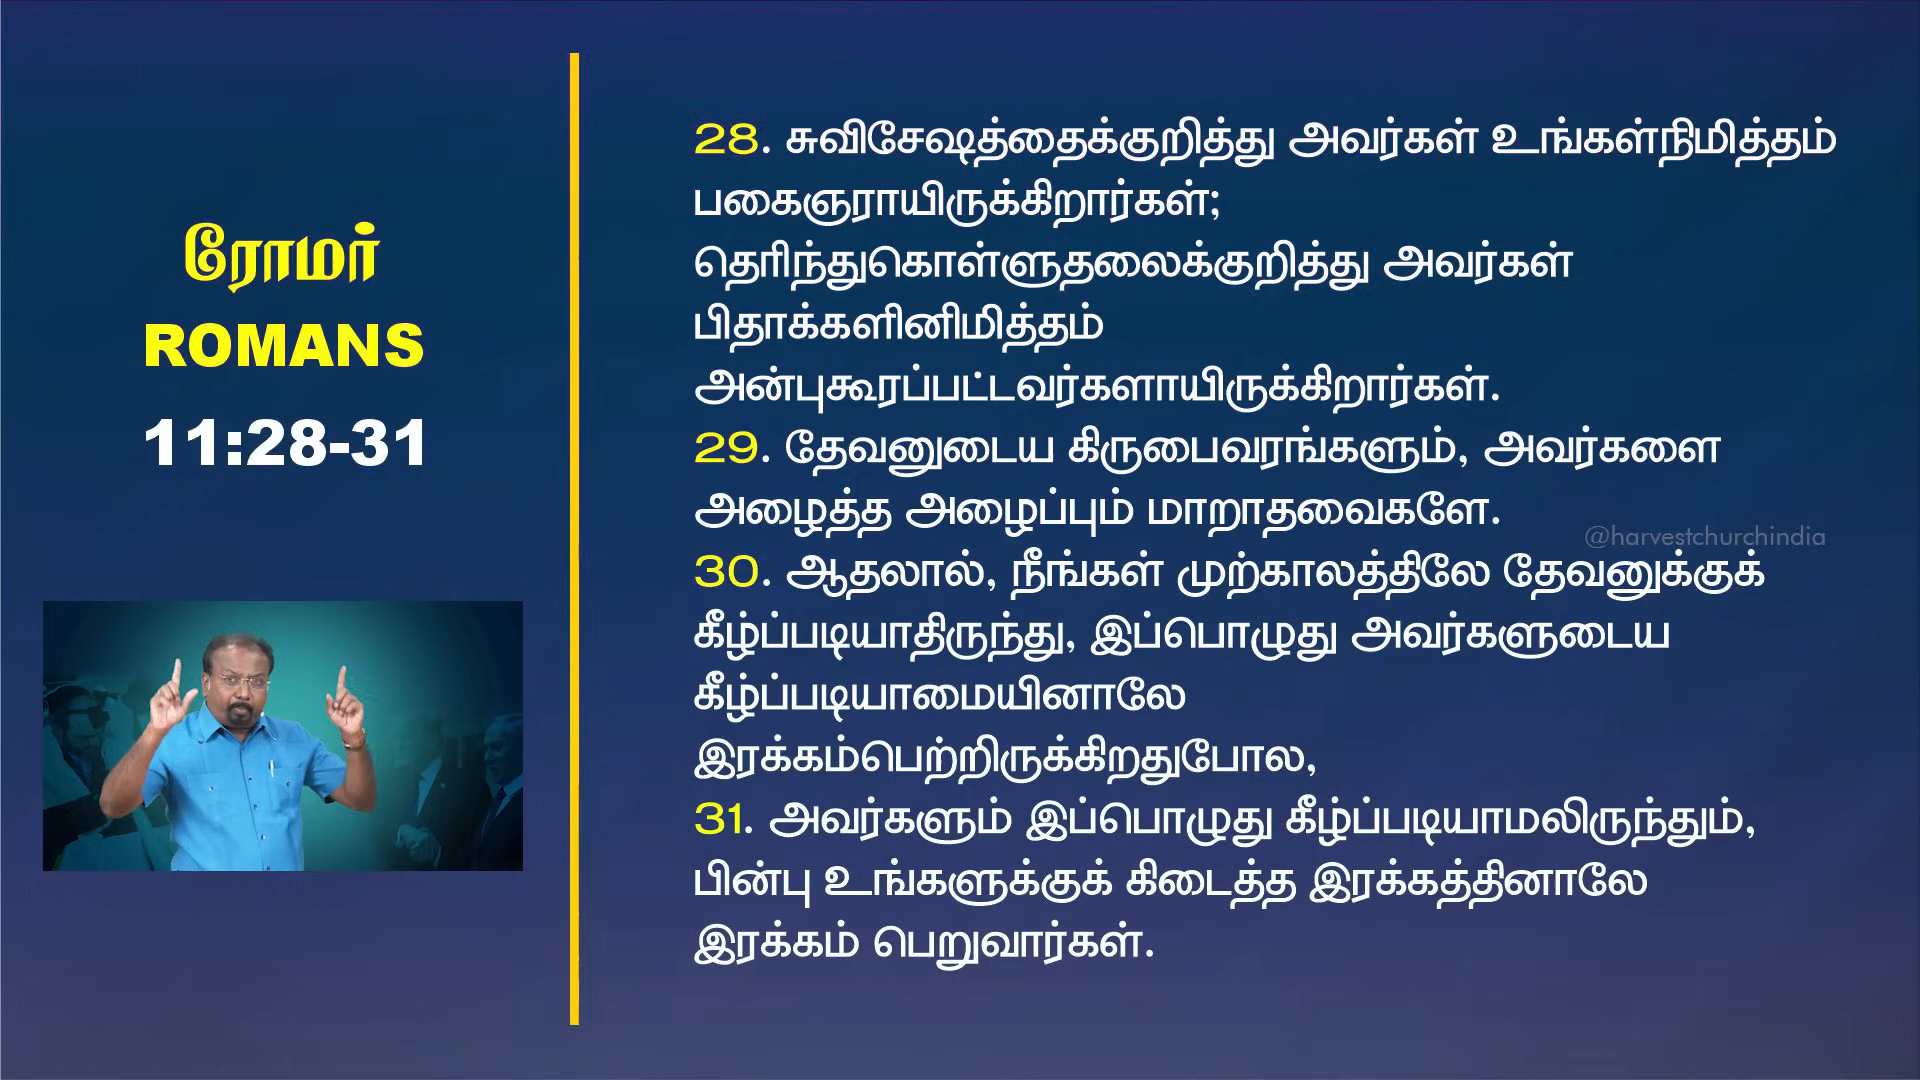 ரோமர்
ROMANS
11:28-31
28. சுவிசேஷத்தைக்குறித்து அவர்கள் உங்கள்நிமித்தம்
பகைஞராயிருக்கிறார்கள்;
தெரிந்துகொள்ளுதலைக்குறித்து அவர்கள்
பிதாக்களினிமித்தம்
அன்புகூரப்பட்டவர்களாயிருக்கிறார்கள்.
29. தேவனுடைய கிருபைவரங்களும், அவர்களை
அழைத்த அழைப்பும் மாறாதவைகளே.
@harvestchurchindia
30. ஆதலால், நீங்கள் முற்காலத்திலே தேவனுக்குக்
கீழ்ப்படியாதிருந்து, இப்பொழுது அவர்களுடைய
கீழ்ப்படியாமையினாலே
இரக்கம்பெற்றிருக்கிறதுபோல,
31. அவர்களும் இப்பொழுது கீழ்ப்படியாமலிருந்தும்,
பின்பு உங்களுக்குக் கிடைத்த இரக்கத்தினாலே
இரக்கம் பெறுவார்கள்.